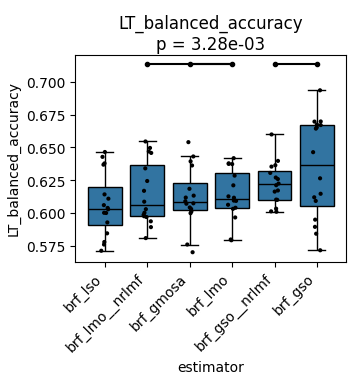 LT_balanced_accuracy
p = 3.28e-03
LT_balanced_accuracy
0.700
0.675
0.650
0.625
0.600
0.575
brf_lso
brf_lmo__nrlmf
brf_gmosa
brf_lmo
brf_gso__nrlmf
brf_gso
estimator